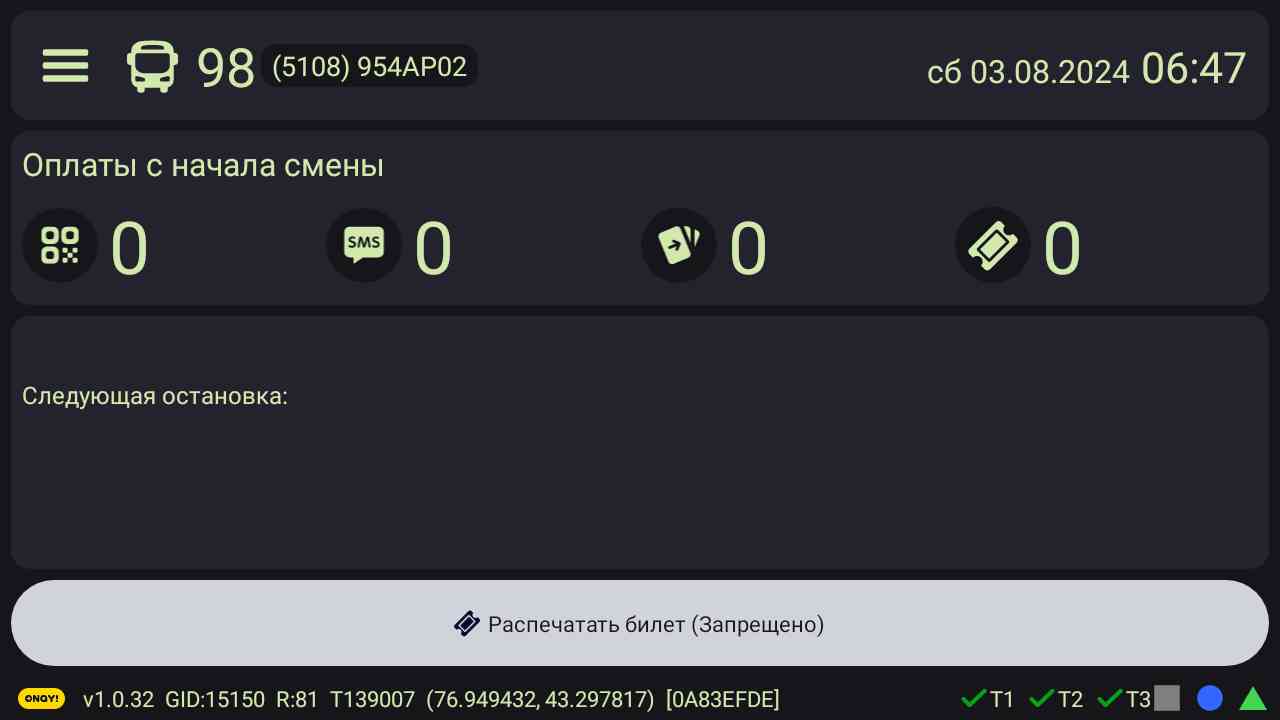 98 (5108) 954AP02 сб 03.08.2024 06:47
Оплаты с начала смены
0 SMS 0 0 0
Следующая остановка:
Распечатать билет (Запрещено)
ONAY! v1.0.32 GID:15150 R:81 T139007 (76.949432, 43.297817) [0A83EFDE] T1 T2 T3